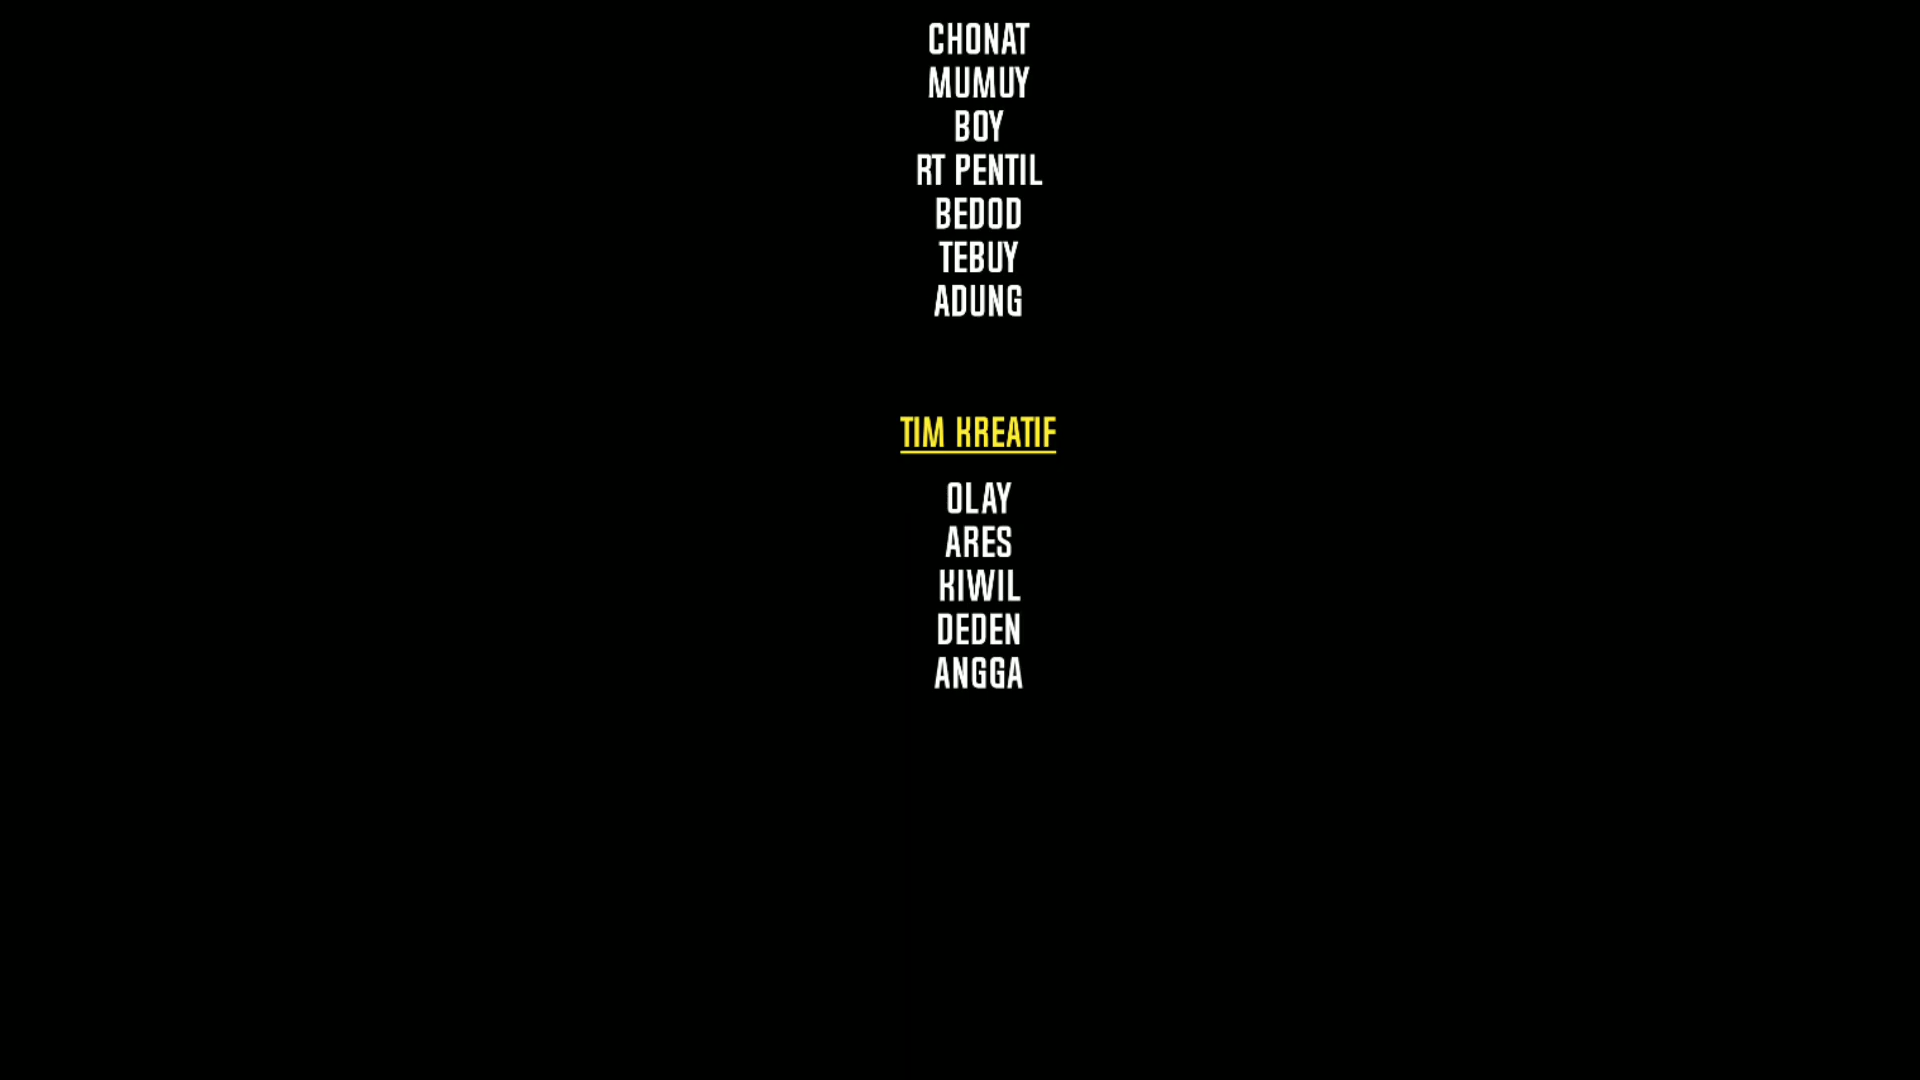 CHONAT
MUMUY
BOY
RT PENTIL
BEDOD
TEBUY
ADUNG
TIM KREATIF
OLAY
ARES
KIWIL
DEDEN
ANGGA